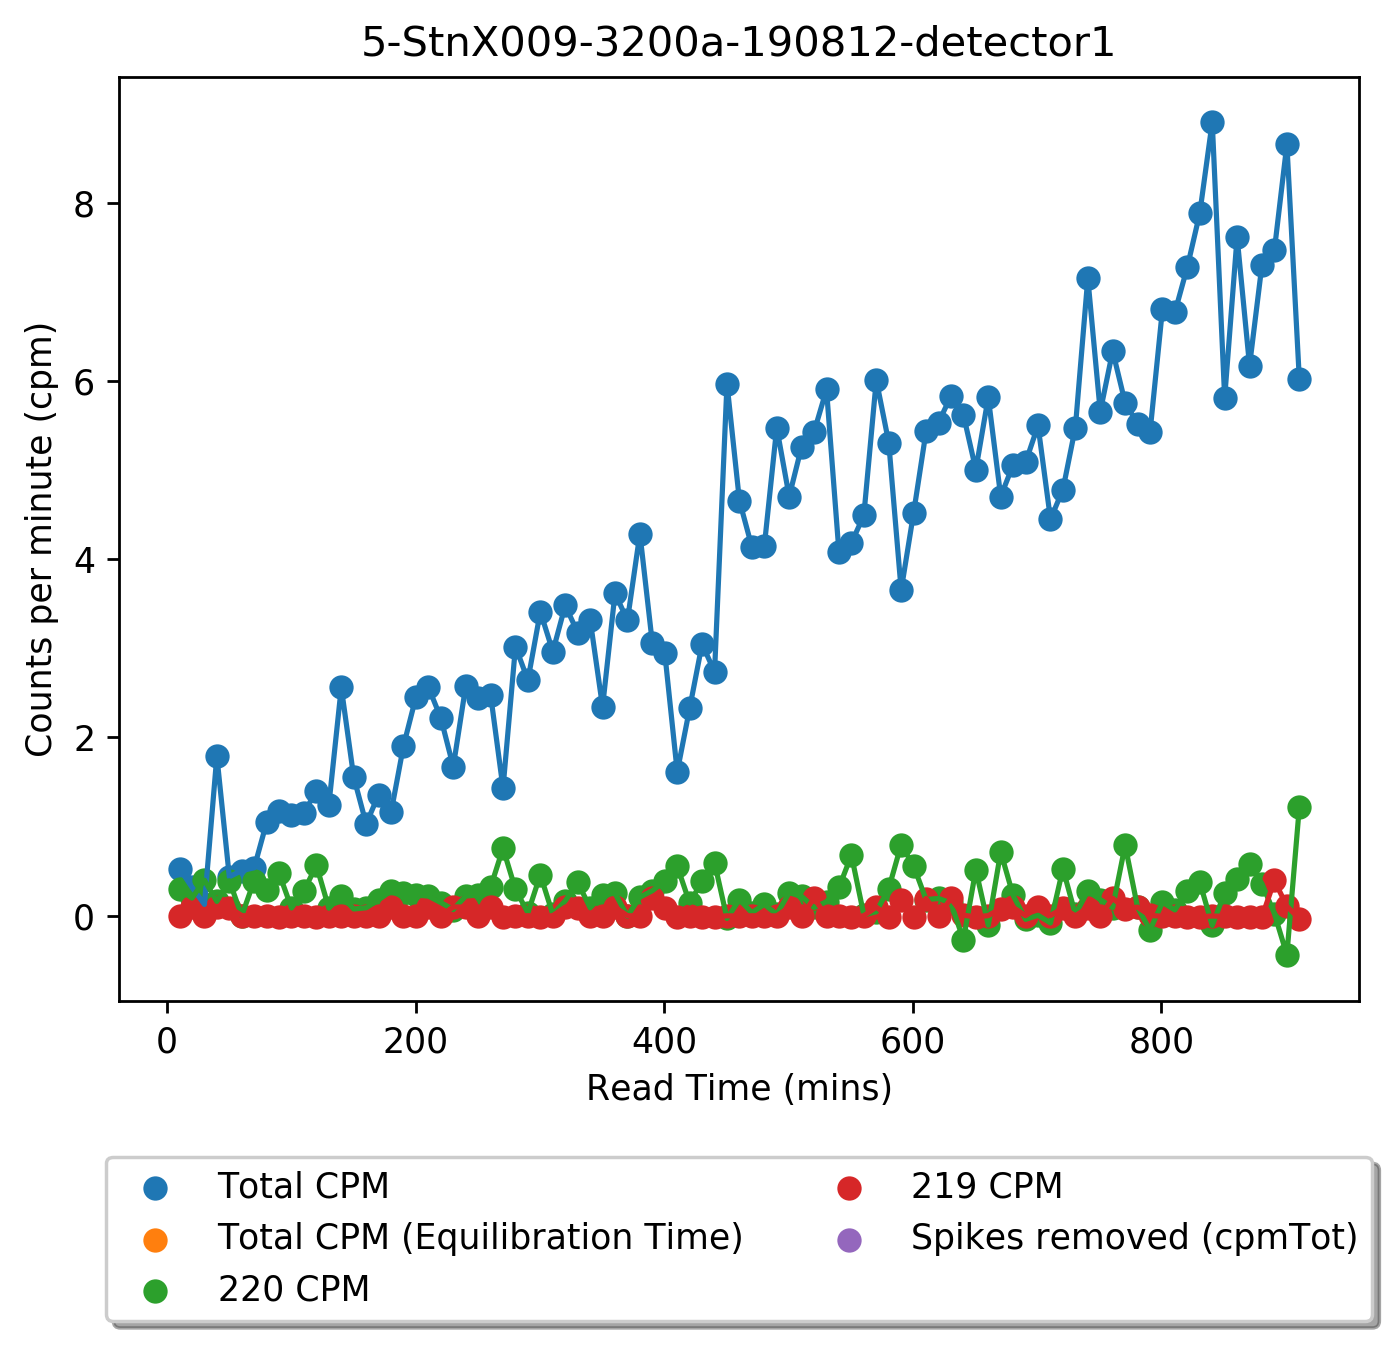 5-StnX009-3200a-190812-detector1
Counts per minute (cpm)
8
6
4
2
0
0 200 400 600 800
Read Time (mins)
Total CPM
Total CPM (Equilibration Time)
220 CPM
219 CPM
Spikes removed (cpmTot)